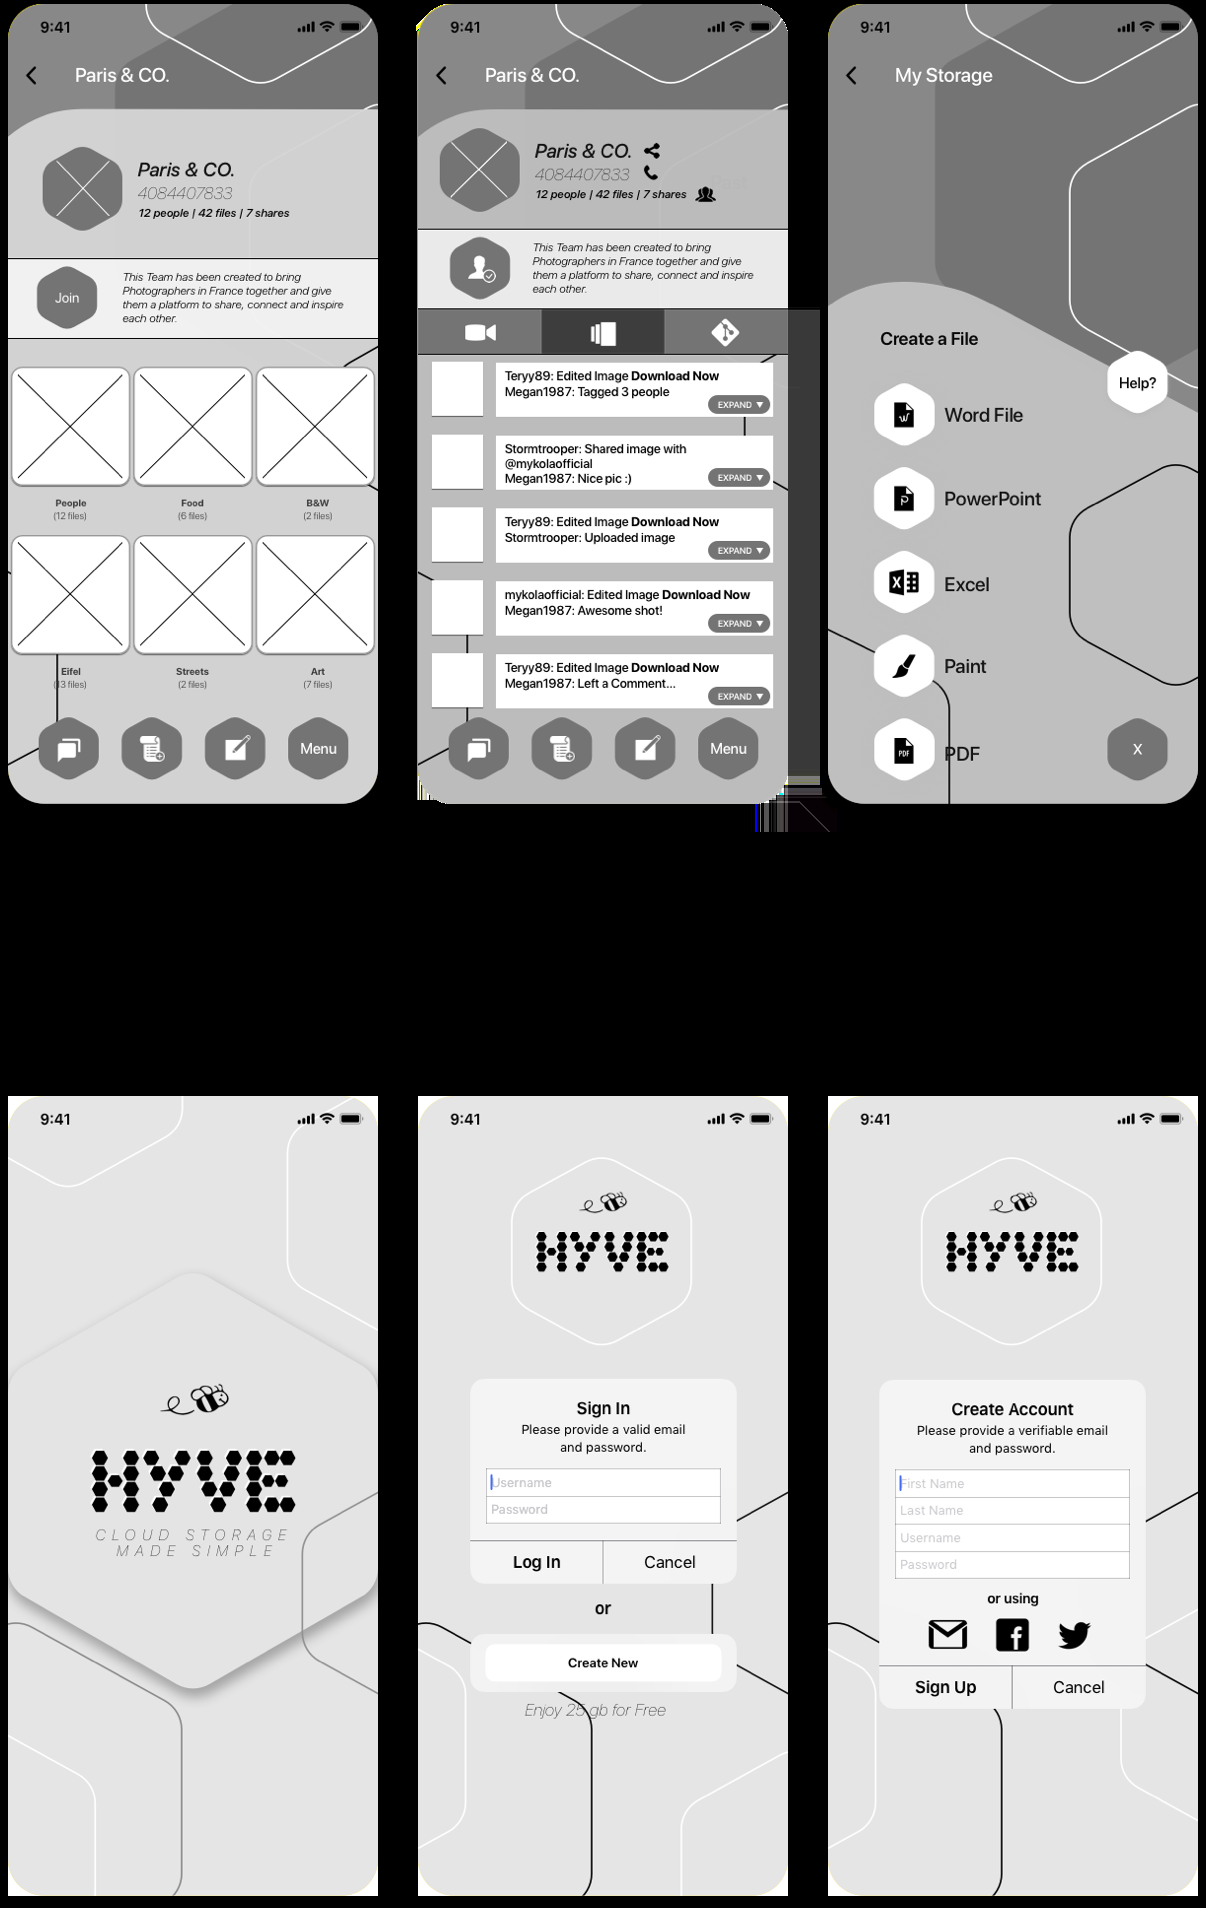 9:41
Paris & CO.
Paris & CO.
4084407833
12 people | 42 files | 7 shares
Join
This Team has been created to bring
Photographers in France together and give
them a platform to share, connect and inspire
each other.
People
(12 files)
Food
(6 files)
B&W
(2 files)
Eifel
(13 files)
Streets
(2 files)
Art
(7 files)
Menu
9:41
Paris & CO.
Paris & CO.
4084407833
12 people | 42 files | 7 shares
This Team has been created to bring
Photographers in France together and give
them a platform to share, connect and inspire
each other.
Teryy89: Edited Image Download Now
Megan1987: Tagged 3 people
EXPAND ▼
Stormtrooper: Shared image with
@mykolaofficial
Megan1987: Nice pic :)
EXPAND ▼
Teryy89: Edited Image Download Now
Stormtrooper: Uploaded image
EXPAND ▼
mykolaofficial: Edited Image Download Now
Megan1987: Awesome shot!
EXPAND ▼
Teryy89: Edited Image Download Now
Megan1987: Left a Comment...
EXPAND ▼
Menu
9:41
My Storage
Create a File
Help?
W
Word File
P
PowerPoint
X
Excel
Paint
PDF
PDF
X
9:41
HYVE
CLOUD STORAGE
MADE SIMPLE
9:41
HYVE
Sign In
Please provide a valid email
and password.
Username
Password
Log In
Cancel
or
Create New
Enjoy 25 gb for Free
9:41
HYVE
Create Account
Please provide a verifiable email
and password.
First Name
Last Name
Username
Password
or using
Sign Up
Cancel